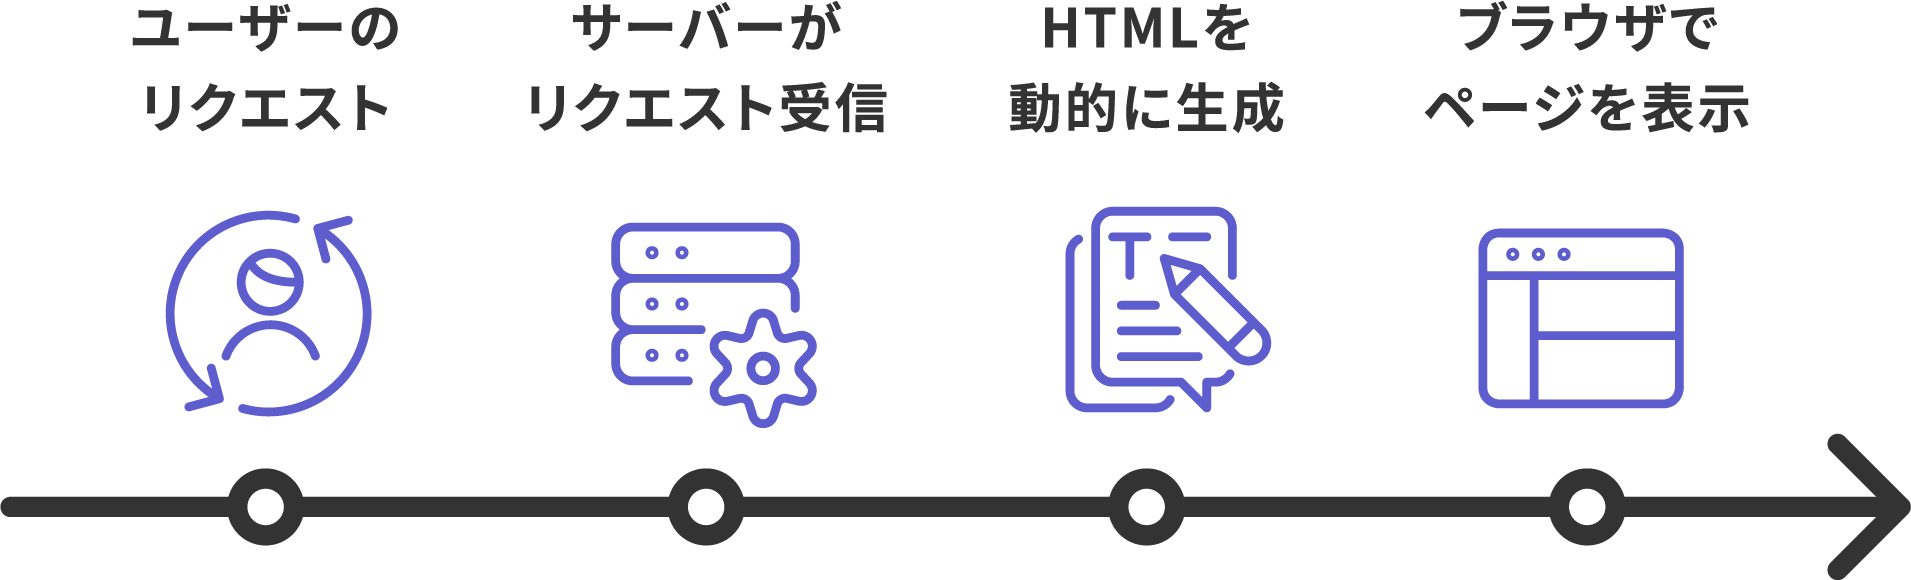 ユーザーの
リクエスト
サーバーが
リクエスト受信
HTMLを
動的に生成
ブラウザで
ページを表示
T